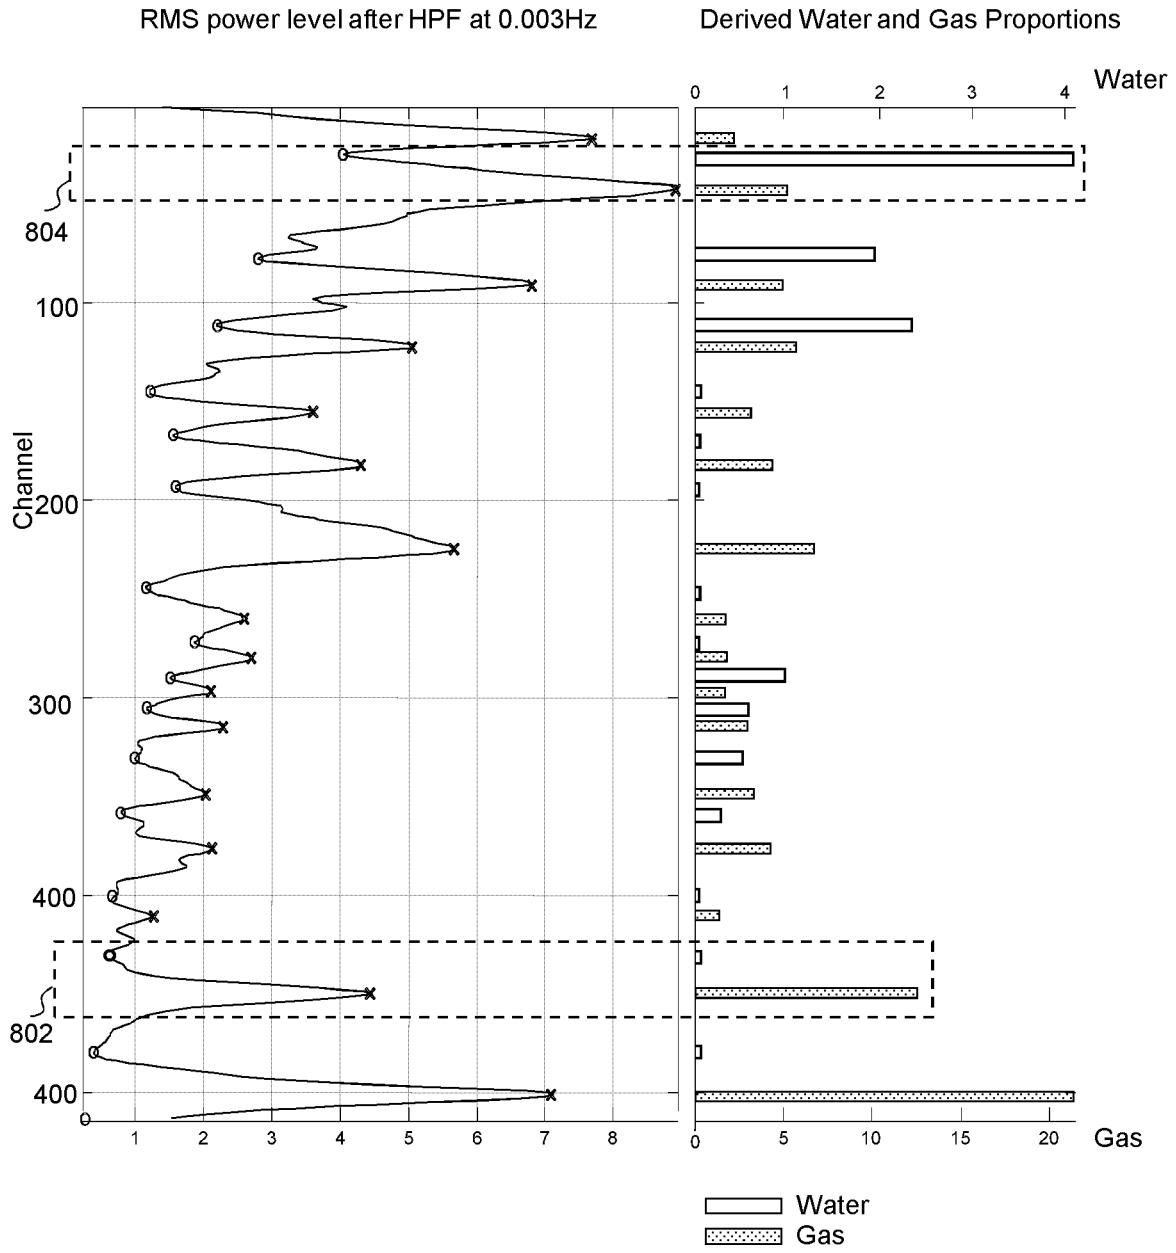 RMS power level after HPF at 0.003Hz
Derived Water and Gas Proportions
0 1 2 3 4 Water
804
100
Channel
200
300
400
802
400
0 1 2 3 4 5 6 7 8
0 5 10 15 20 Gas
Water
Gas